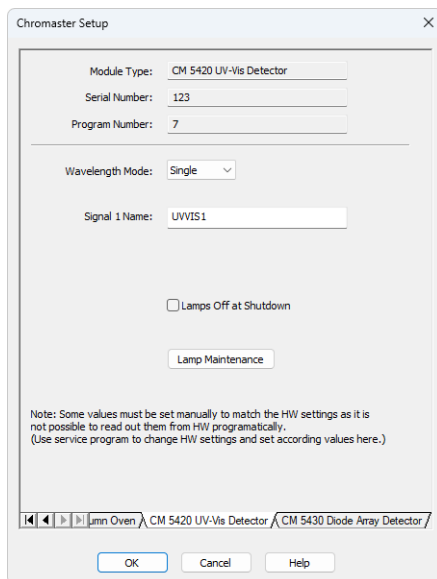 Chromaster Setup
Module Type: CM 5420 UV-Vis Detector
Serial Number: 123
Program Number: 7
Wavelength Mode: Single
Signal 1 Name: UVVIS1
Lamps Off at Shutdown
Lamp Maintenance
Note: Some values must be set manually to match the HW settings as it is
not possible to read out them from HW programatically.
(Use service program to change HW settings and set according values here.)
umn Oven CM 5420 UV-Vis Detector CM 5430 Diode Array Detector
OK Cancel Help